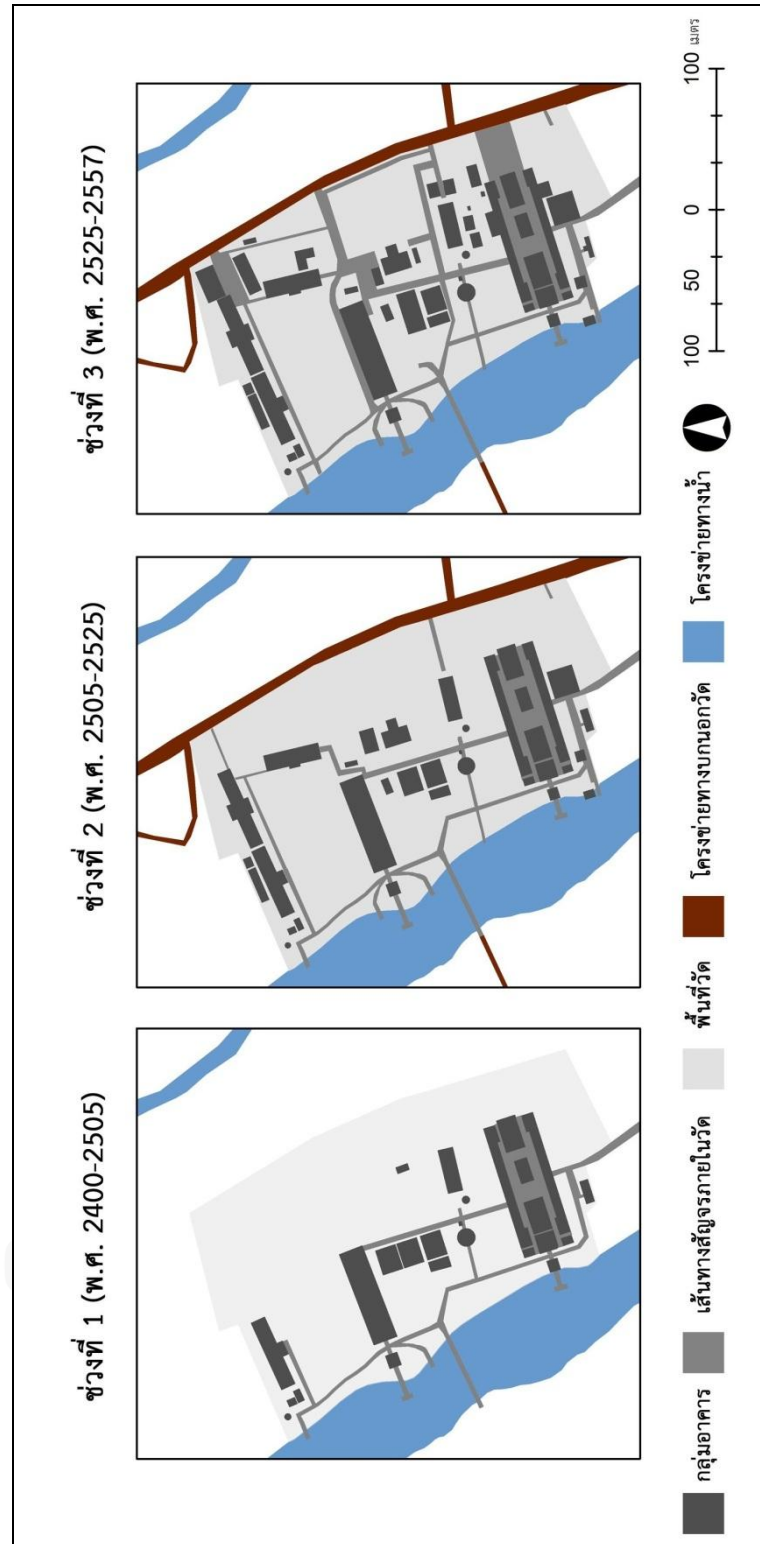 ช่วงที่ 1 (พ.ศ. 2400-2505)
ช่วงที่ 2 (พ.ศ. 2505-2525)
ช่วงที่ 3 (พ.ศ. 2525-2557)
กลุ่มอาคาร
เส้นทางสัญจรภายในวัด
พื้นที่วัด
โครงข่ายทางบกนอกวัด
โครงข่ายทางน้ำ
100 50 0 100 เมตร